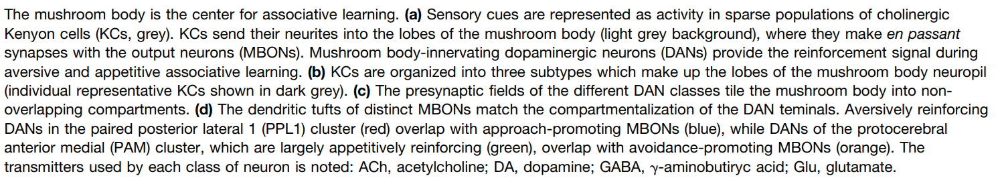 The mushroom body is the center for associative learning. (a) Sensory cues are represented as activity in sparse populations of cholinergic
Kenyon cells (KCs, grey). KCs send their neurites into the lobes of the mushroom body (light grey background), where they make en passant
synapses with the output neurons (MBONs). Mushroom body-innervating dopaminergic neurons (DANs) provide the reinforcement signal during
aversive and appetitive associative learning. (b) KCs are organized into three subtypes which make up the lobes of the mushroom body neuropil
(individual representative KCs shown in dark grey). (c) The presynaptic fields of the different DAN classes tile the mushroom body into non-
overlapping compartments. (d) The dendritic tufts of distinct MBONs match the compartmentalization of the DAN teminals. Aversively reinforcing
DANs in the paired posterior lateral 1 (PPL1) cluster (red) overlap with approach-promoting MBONs (blue), while DANs of the protocerebral
anterior medial (PAM) cluster, which are largely appetitively reinforcing (green), overlap with avoidance-promoting MBONs (orange). The
transmitters used by each class of neuron is noted: ACh, acetylcholine; DA, dopamine; GABA, γ-aminobutiryc acid; Glu, glutamate.